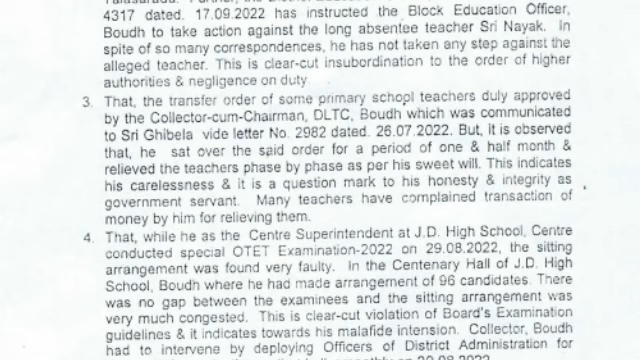 4317 dated. 17.09.2022 has instructed the Block Education Officer,
Boudh to take action against the long absentee teacher Sri Nayak. In
spite of so many correspondences, he has not taken any step against the
alleged teacher. This is clear-cut insubordination to the order of higher
authorities & negligence on duty.
3. That, the transfer order of some primary school teachers duly approved
by the Collector-cum-Chairman, DLTC, Boudh which was communicated
to Sri Ghibela vide letter No. 2982 dated. 26.07.2022. But, it is observed
that, he sat over the said order for a period of one & half month &
relieved the teachers phase by phase as per his sweet will. This indicates
his carelessness & it is a question mark to his honesty & integrity as
government servant. Many teachers have complained transaction of
money by him for relieving them.
4. That, while he as the Centre Superintendent at J.D. High School, Centre
conducted special OTET Examination-2022 on 29.08.2022, the sitting
arrangement was found very faulty. In the Centenary Hall of J.D. High
School, Boudh where he had made arrangement of 96 candidates. There
was no gap between the examinees and the sitting arrangement was
very much congested. This is clear-cut violation of Board's Examination
guidelines & it indicates towards his malafide intension. Collector, Boudh
had to intervene by deploying Officers of District Administration for